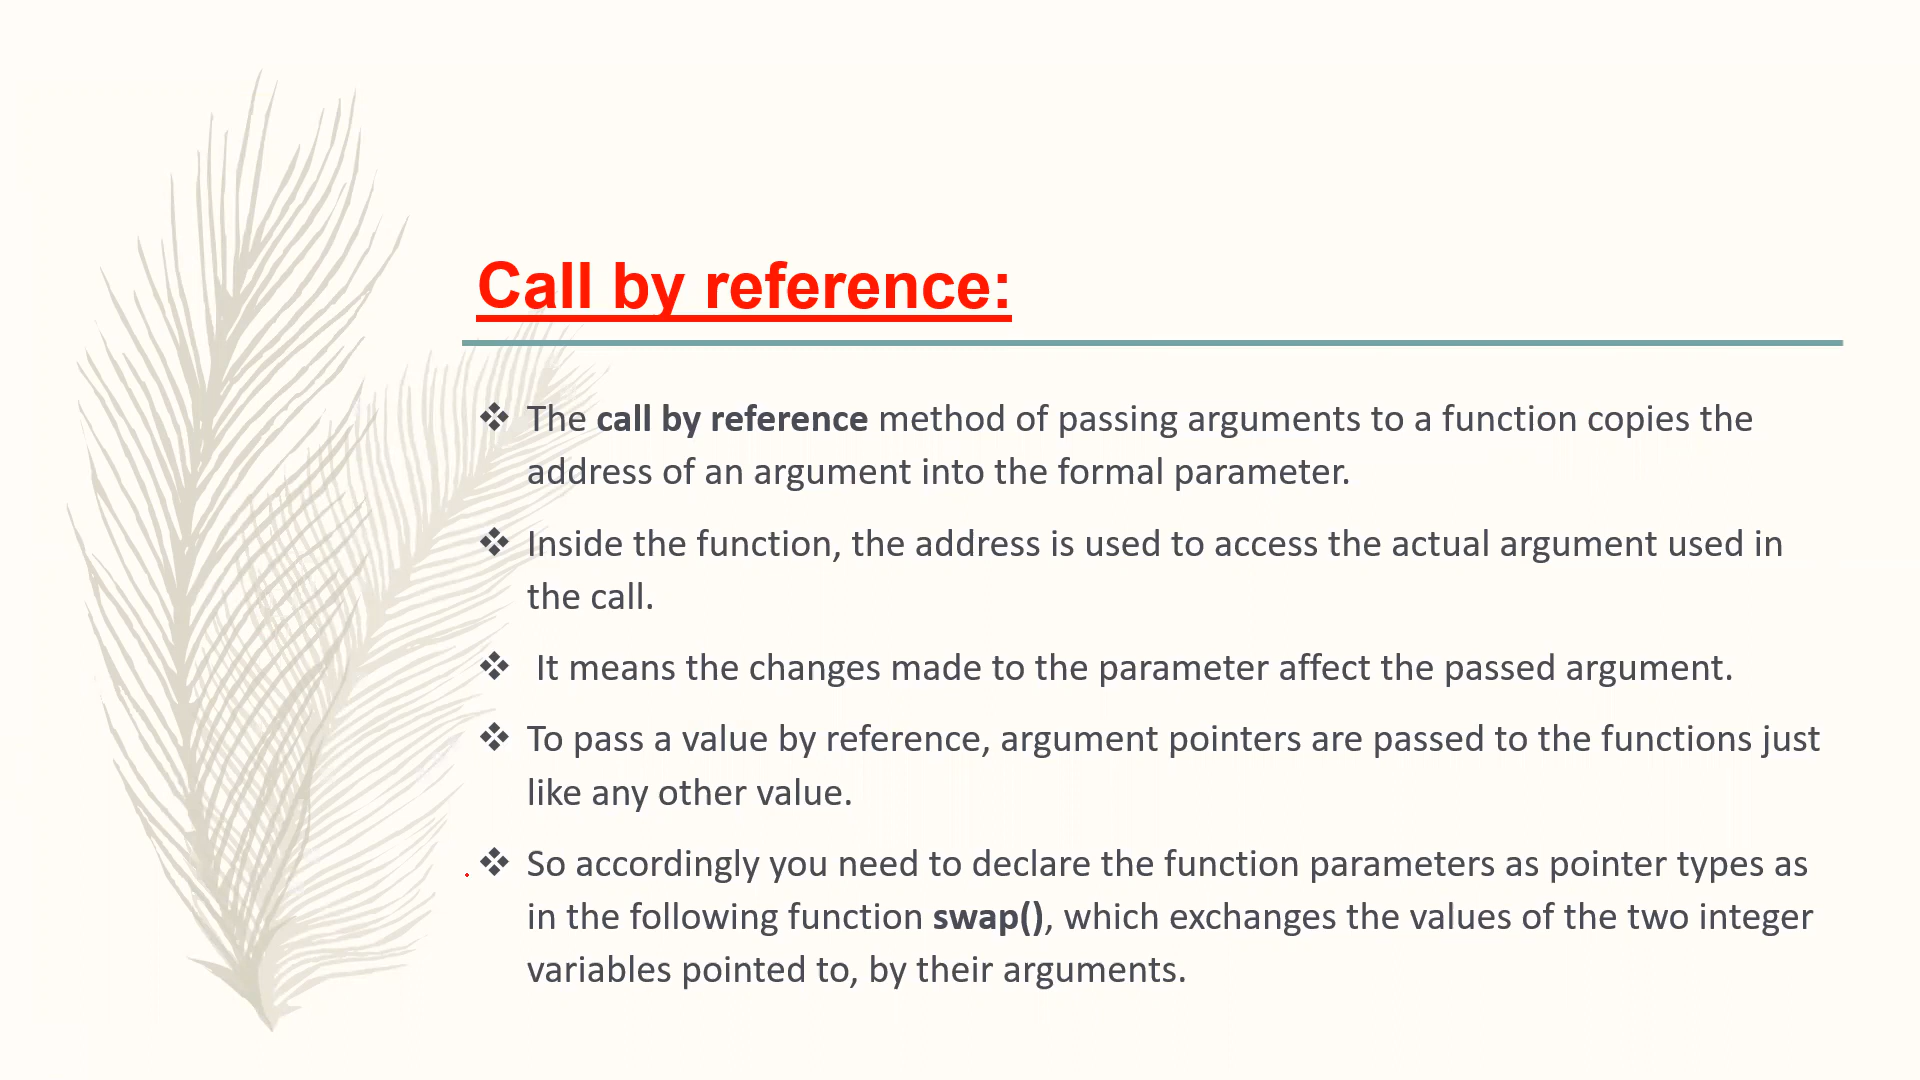 Call by reference:
❖ The call by reference method of passing arguments to a function copies the
address of an argument into the formal parameter.
❖ Inside the function, the address is used to access the actual argument used in
the call.
❖ It means the changes made to the parameter affect the passed argument.
❖ To pass a value by reference, argument pointers are passed to the functions just
like any other value.
❖ So accordingly you need to declare the function parameters as pointer types as
in the following function swap(), which exchanges the values of the two integer
variables pointed to, by their arguments.